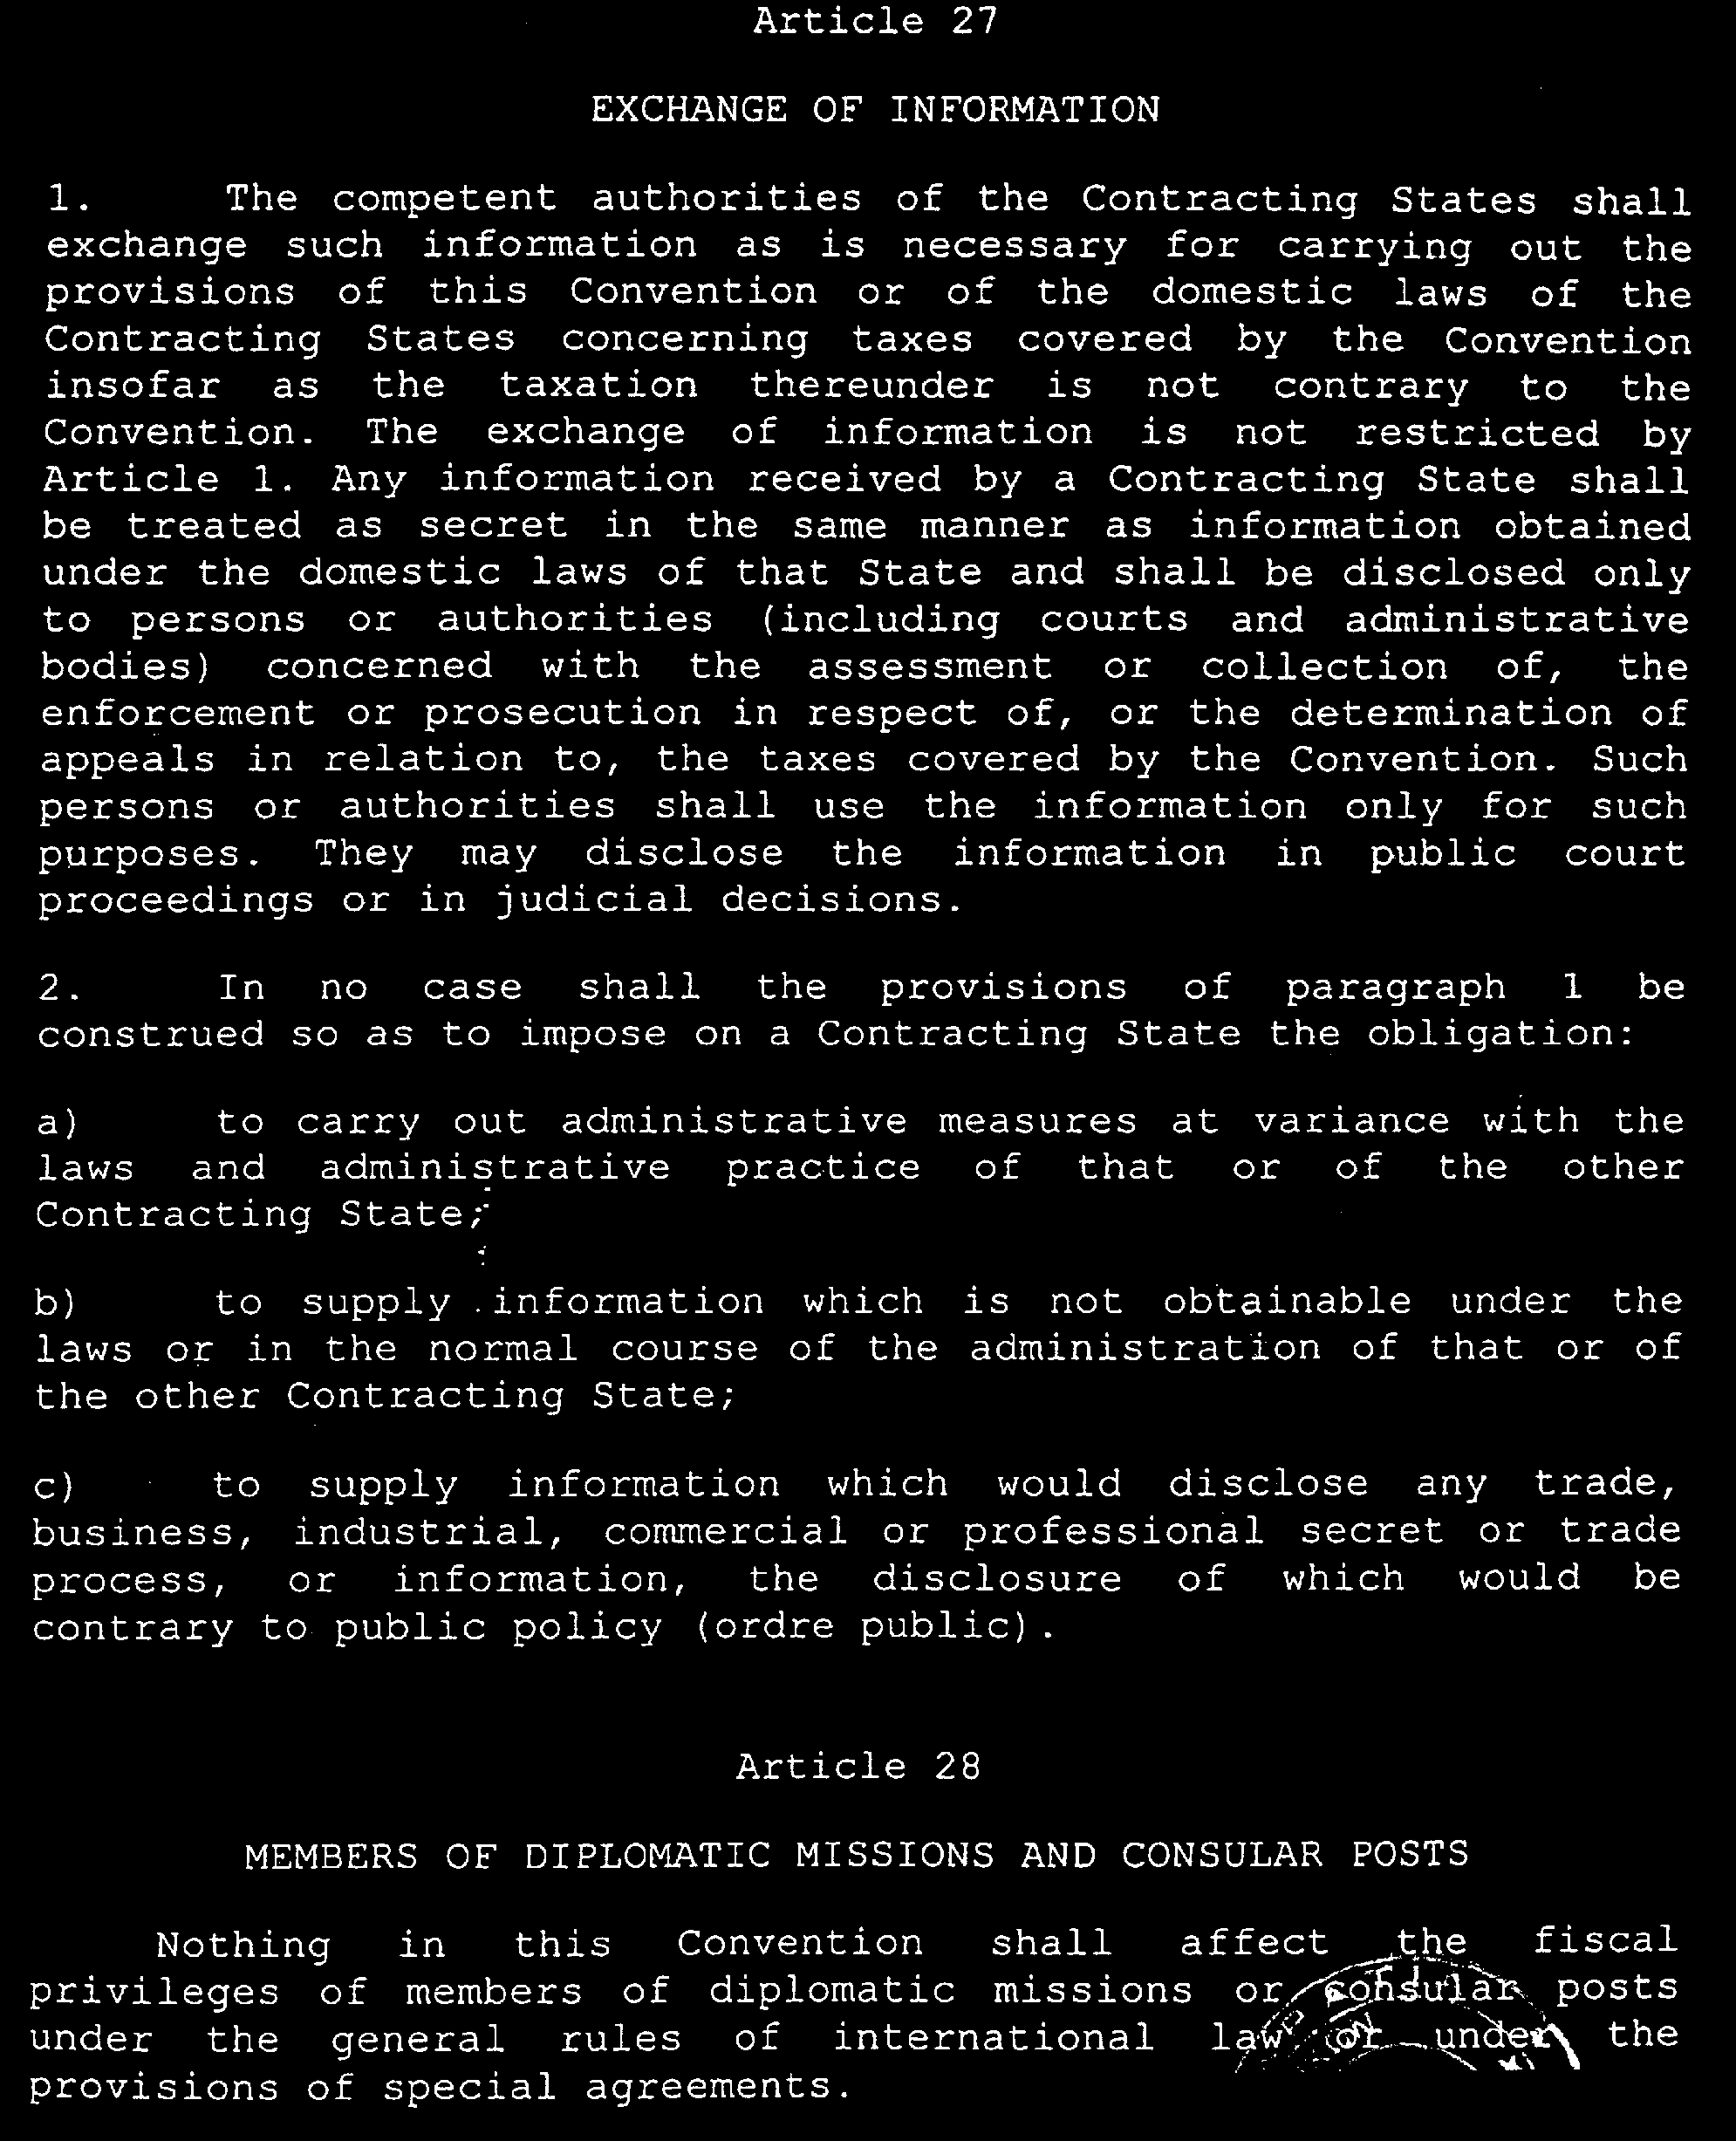 Article 27
EXCHANGE OF INFORMATION
1. The competent authorities of the Contracting States shall
exchange such information as is necessary for carrying out the
provisions of this Convention or of the domestic laws of the
Contracting States concerning taxes covered by the Convention
insofar as the taxation thereunder is not contrary to the
Convention. The exchange of information is not restricted by
Article 1. Any information received by a Contracting State shall
be treated as secret in the same manner as information obtained
under the domestic laws of that State and shall be disclosed only
to persons or authorities (including courts and administrative
bodies) concerned with the assessment or collection of, the
enforcement or prosecution in respect of, or the determination of
appeals in relation to, the taxes covered by the Convention. Such
persons or authorities shall use the information only for such
purposes. They may disclose the information in public court
proceedings or in judicial decisions.
2. In no case shall the provisions of paragraph 1 be
construed so as to impose on a Contracting State the obligation:
a) to carry out administrative measures at variance with the
laws and administrative practice of that or of the other
Contracting State;
b) to supply information which is not obtainable under the
laws or in the normal course of the administration of that or of
the other Contracting State;
c) to supply information which would disclose any trade,
business, industrial, commercial or professional secret or trade
process, or information, the disclosure of which would be
contrary to public policy (ordre public).
Article 28
MEMBERS OF DIPLOMATIC MISSIONS AND CONSULAR POSTS
Nothing in this Convention shall affect the fiscal
privileges of members of diplomatic missions or consular posts
under the general rules of international law or under the
provisions of special agreements.